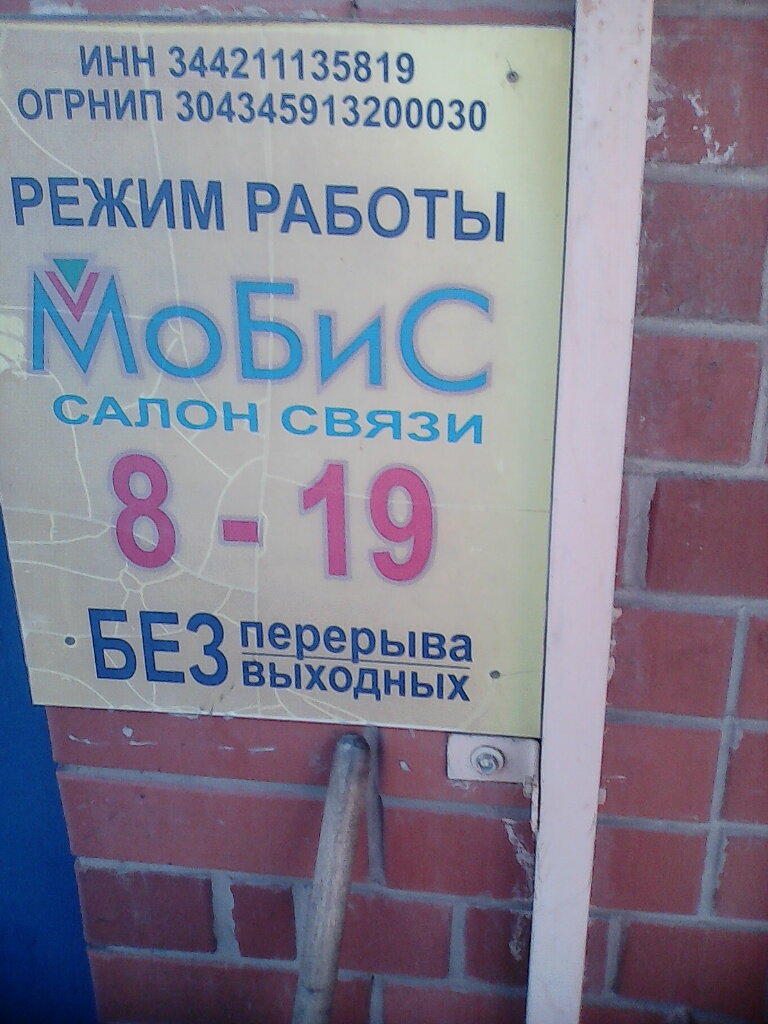 ИНН 344211135819
ОГРНИП 304345913200030
РЕЖИМ РАБОТЫ
МоБиС
САЛОН СВЯЗИ
8 - 19
БЕЗ перерыва
выходных